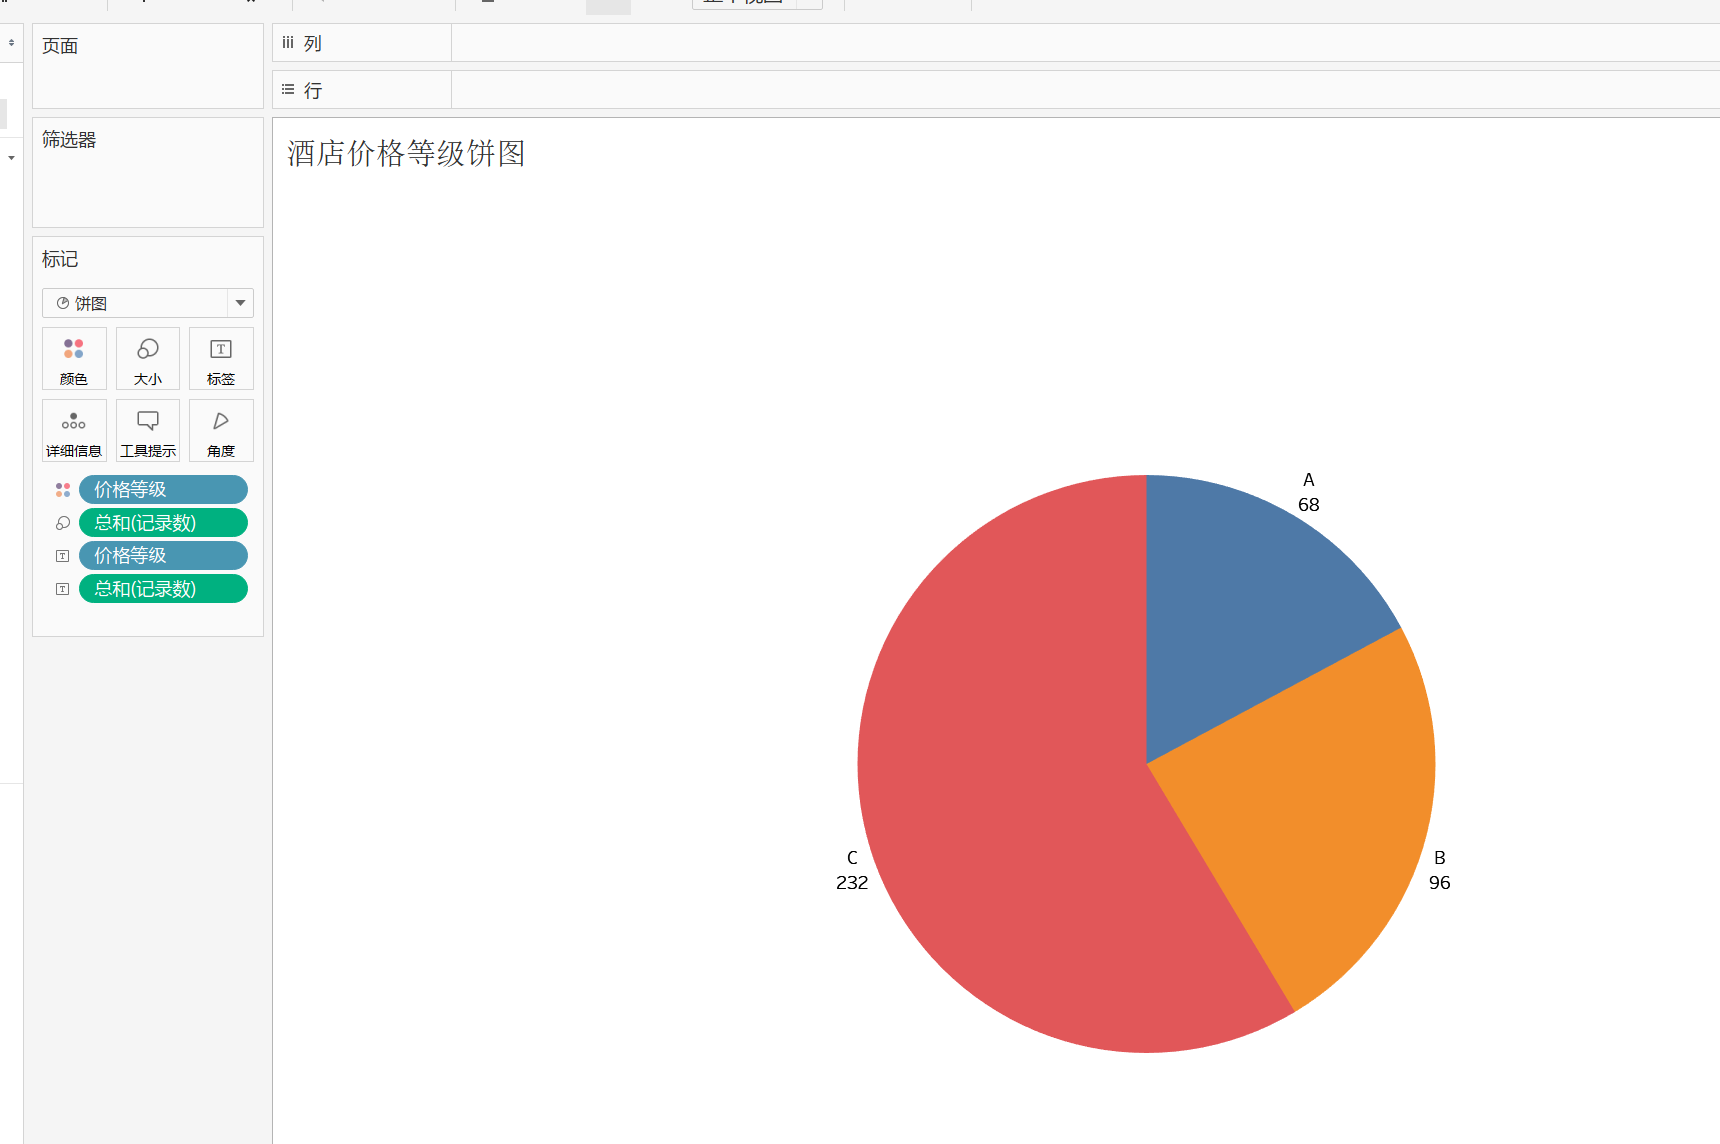 页面
列
行
筛选器
酒店价格等级饼图
标记
饼图
颜色
大小
标签
详细信息
工具提示
角度
价格等级
总和(记录数)
价格等级
总和(记录数)
A
68
C
232
B
96